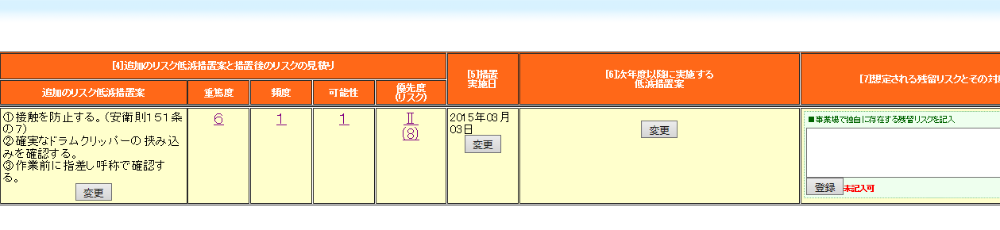 [4]追加のリスク低減措置案と措置後のリスクの見積り
[5]措置
実施日
[6]次年度以降に実施する
低減措置案
[7]想定される残留リスクとその対
追加のリスク低減措置案
重篤度
頻度
可能性
優先度
(リスク)
①接触を防止する。（安衛則１５１条
の７）
②確実なドラムクリッパーの挟み込
みを確認する。
③作業前に指差し呼称で確認す
る。
変更
6
1
1
Ⅱ
(8)
2015年03月
03日
変更
変更
■事業場で独自に存在する残留リスクを記入
登録 未記入可